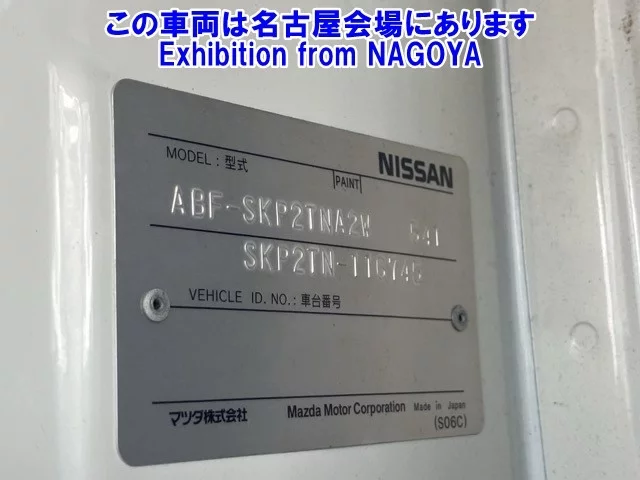 この車両は名古屋会場にあります
Exhibition from NAGOYA
MODEL : 型式
NISSAN
PAINT
ABF-SKP2TNA2W
VEHICLE ID. NO. : 車台番号
マツダ株式会社
Mazda Motor Corporation
Made in Japan
(S06C)